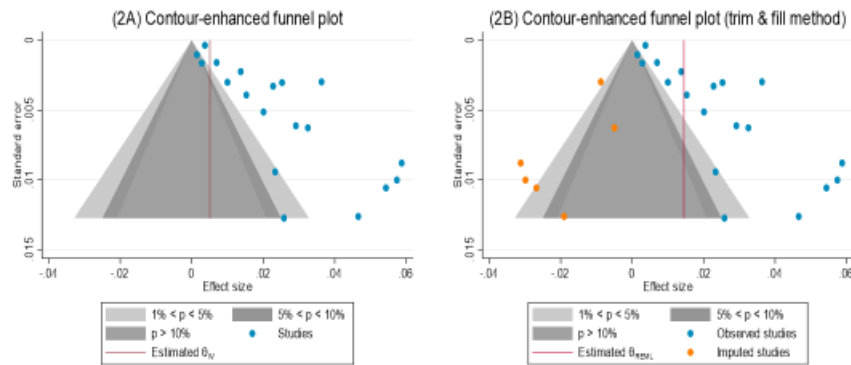 (2A) Contour-enhanced funnel plot
Standard error
0
.005
.01
.015
-.04
-.02
0
.02
.04
.06
Effect size
1% < p < 5%
5% < p < 10%
p > 10%
Studies
Estimated θIV
(2B) Contour-enhanced funnel plot (trim & fill method)
Standard error
0
.005
.01
.015
-.04
-.02
0
.02
.04
.06
Effect size
1% < p < 5%
5% < p < 10%
p > 10%
Observed studies
Estimated θREML
Imputed studies